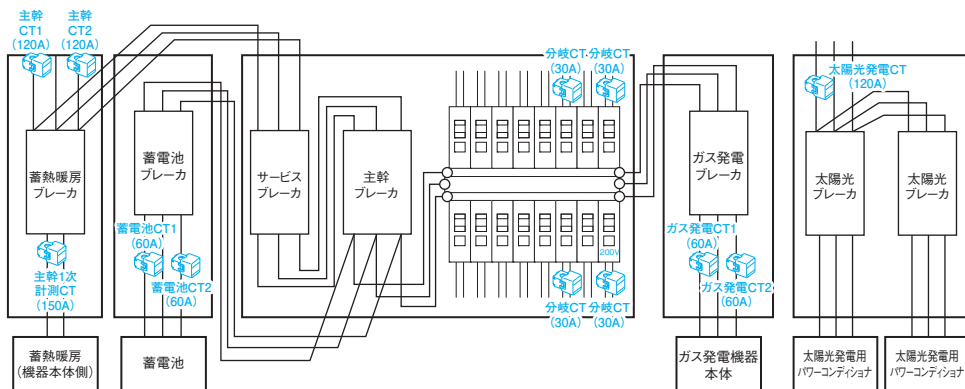 主幹
CT1
(120A)
主幹
CT2
(120A)
蓄熱暖房
ブレーカ
主幹1次
計測CT
(150A)
蓄熱暖房
(機器本体側)
蓄電池
ブレーカ
蓄電池CT1
(60A)
蓄電池CT2
(60A)
蓄電池
サービス
ブレーカ
主幹
ブレーカ
分岐CT
(30A)
分岐CT
(30A)
200V
分岐CT
(30A)
分岐CT
(30A)
ガス発電
ブレーカ
ガス発電CT1
(60A)
ガス発電CT2
(60A)
ガス発電機器
本体
太陽光発電CT
(120A)
太陽光
ブレーカ
太陽光
ブレーカ
太陽光発電用
パワーコンディショナ
太陽光発電用
パワーコンディショナ